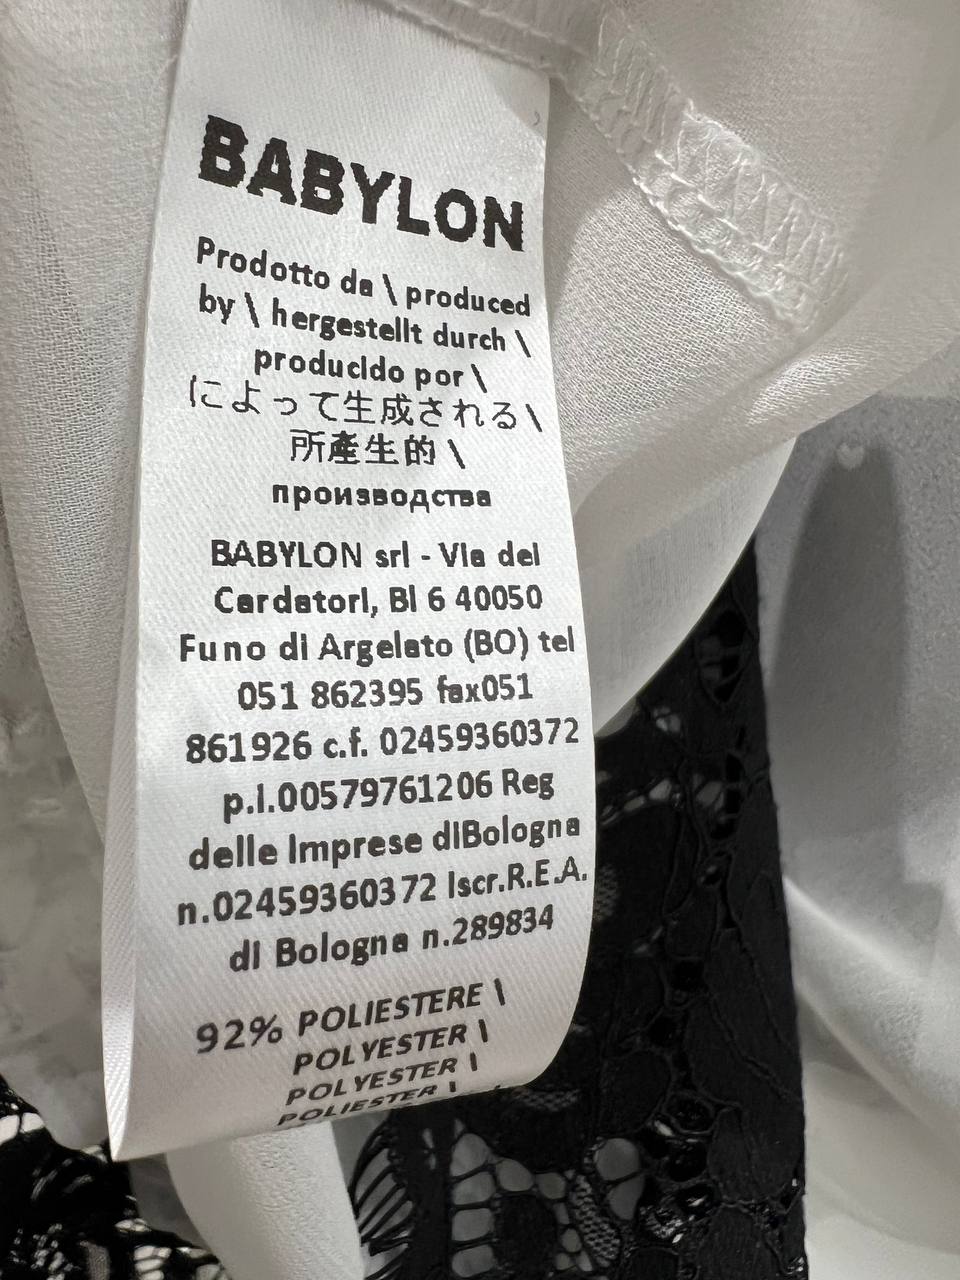 BABYLON
Prodotto da \ produced
by \ hergestellt durch \
producido por \
によって生成される \
所產生的 \
производства
BABYLON srl - Via dei
Cardatori, Bl 6 40050
Funo di Argelato (BO) tel
051 862395 fax051
861926 c.f. 02459360372
p.i.00579761206 Reg
delle Imprese diBologna
n.02459360372 Iscr.R.E.A.
di Bologna n.289834
92% POLIESTERE \
POLYESTER \
POLYESTER \
POLIESTER \